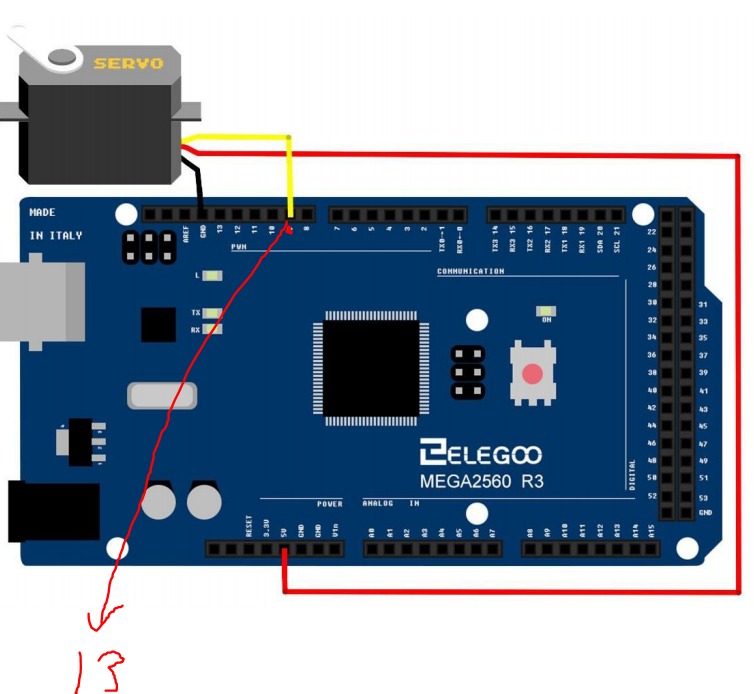 SERVO
MADE
IN ITALY
AREF
GND
13
12
11
10
9
8
7
6
5
4
3
2
TX0→1
RX0←0
TX3 14
RX3 15
TX2 16
RX2 17
TX1 18
RX1 19
SDA 20
SCL 21
PWM
COMMUNICATION
L
TX
RX
ON
22
24
26
28
30
31
32
33
34
35
36
37
38
39
40
41
42
43
44
45
46
47
48
49
50
51
52
53
GND
DIGITAL
ELEGOO
MEGA2560 R3
POWER
ANALOG IN
RESET
3.3V
5V
GND
GND
Vin
A0
A1
A2
A3
A4
A5
A6
A7
A8
A9
A10
A11
A12
A13
A14
A15
13